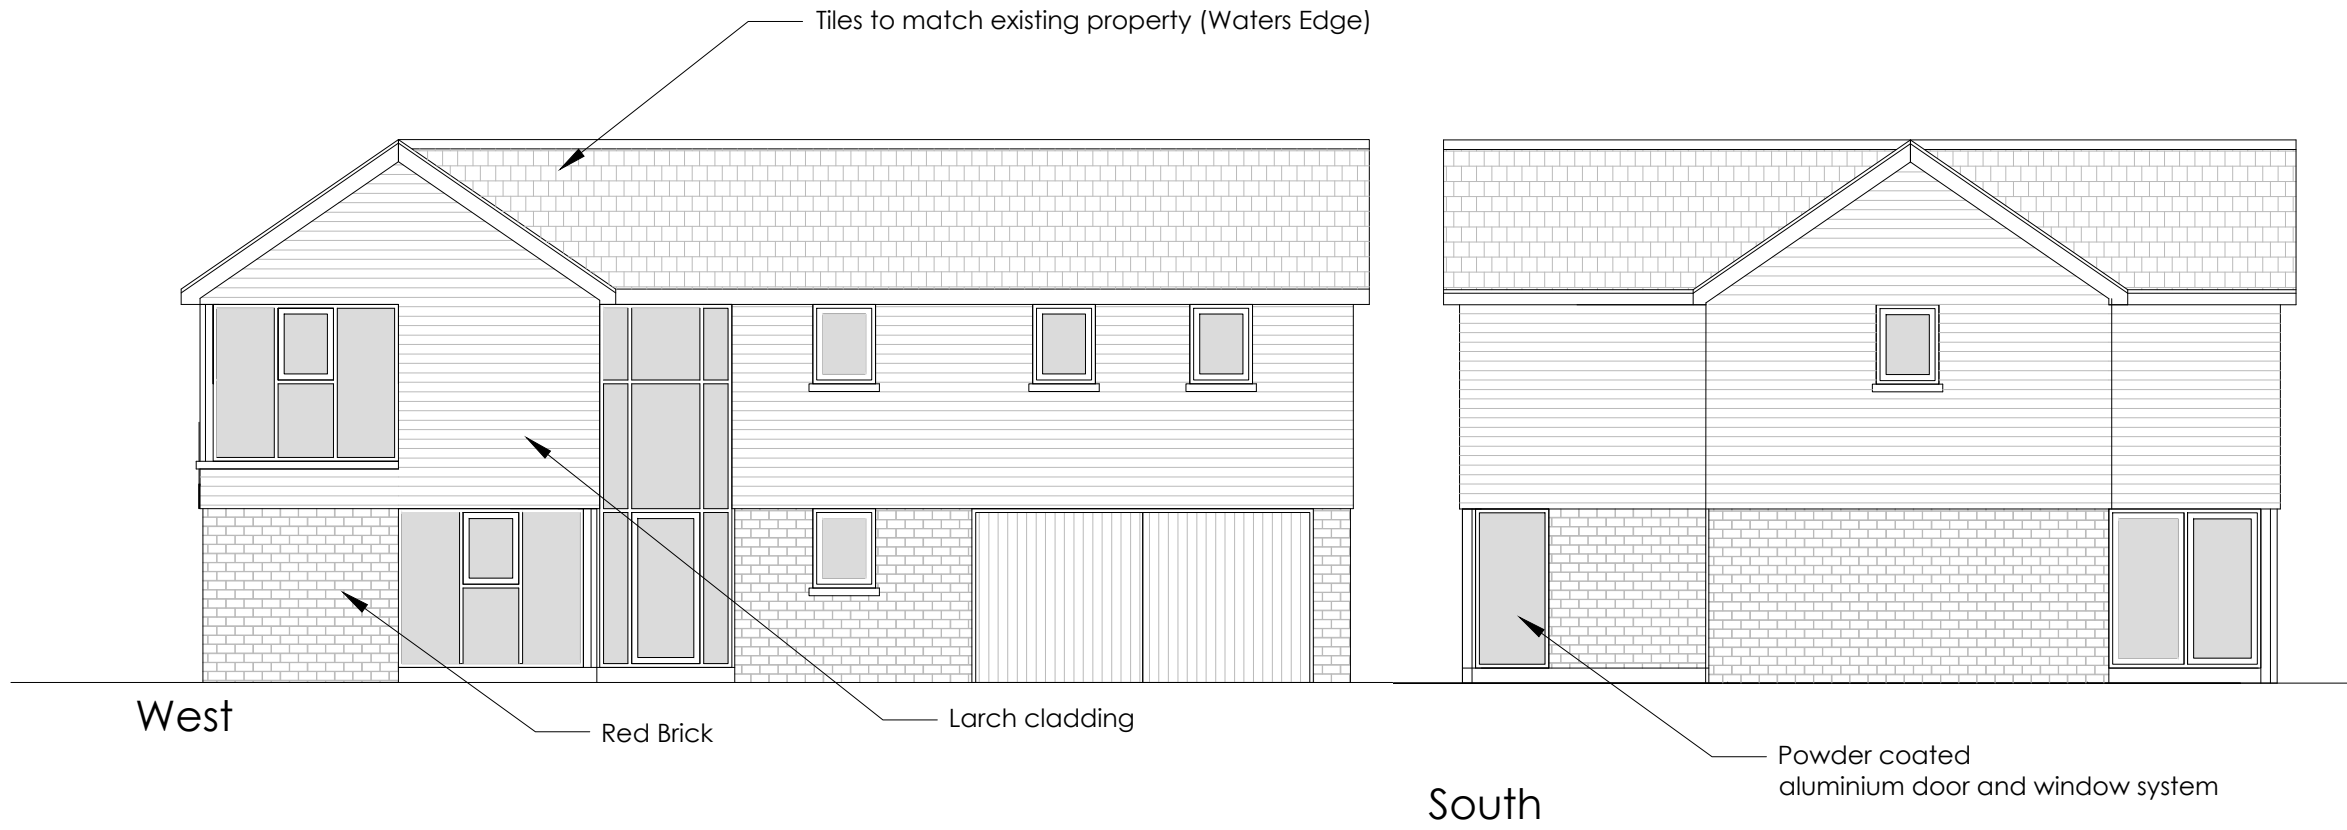 Tiles to match existing property (Waters Edge)
West
Red Brick
Larch cladding
Powder coated
aluminium door and window system
South